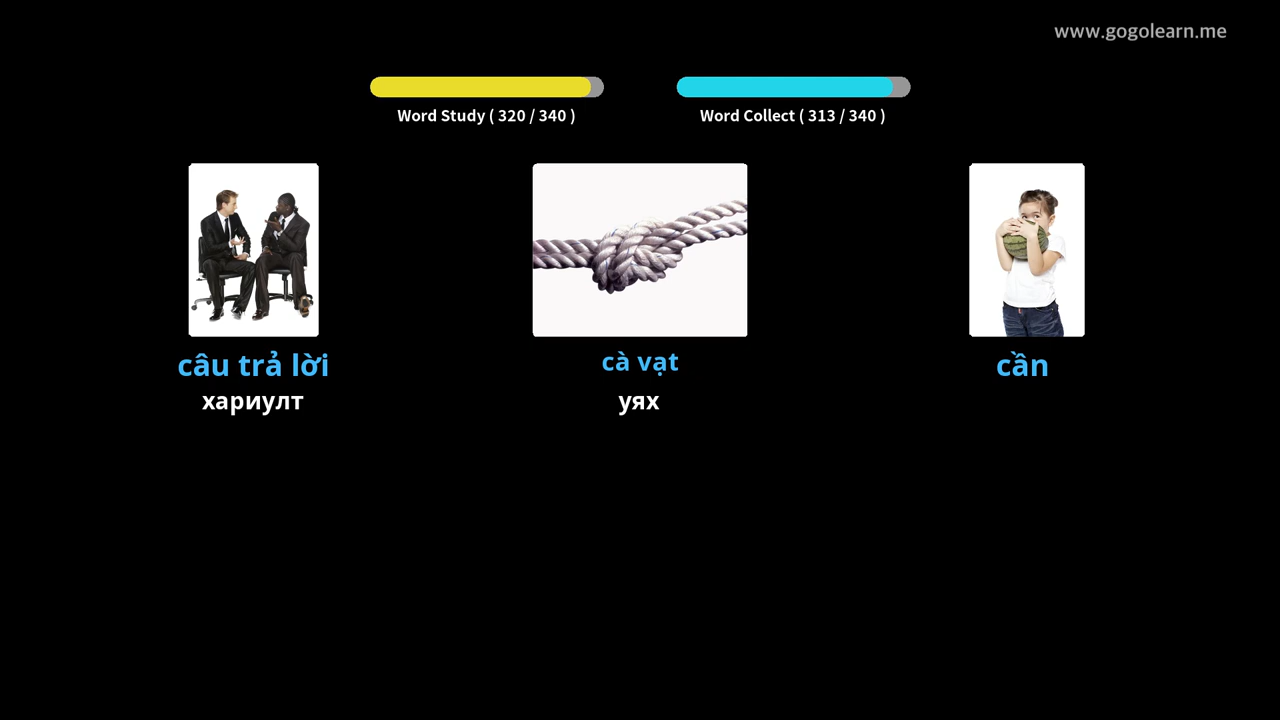 www.gogolearn.me
Word Study ( 320 / 340 )
Word Collect ( 313 / 340 )
câu trả lời
хариулт
cà vạt
уях
cần